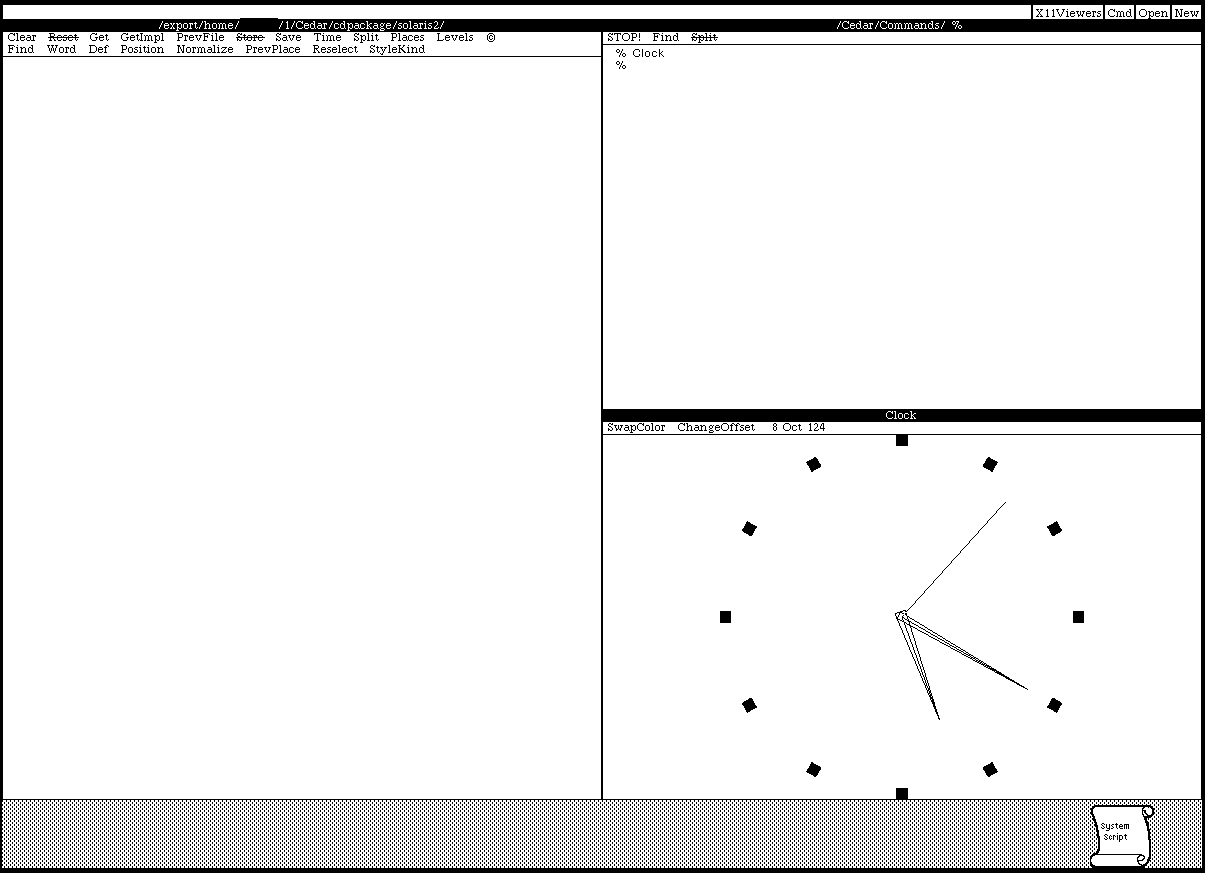 X11Viewers Cmd Open New
/export/home/ /1/Cedar/cdpackage/solaris2/
Clear Reset Get GetImpl PrevFile Store Save Time Split Places Levels ©
Find Word Def Position Normalize PrevPlace Reselect StyleKind
/Cedar/Commands/ %
STOP! Find Split
% Clock
%
Clock
SwapColor ChangeOffset 8 Oct 124
System
Script